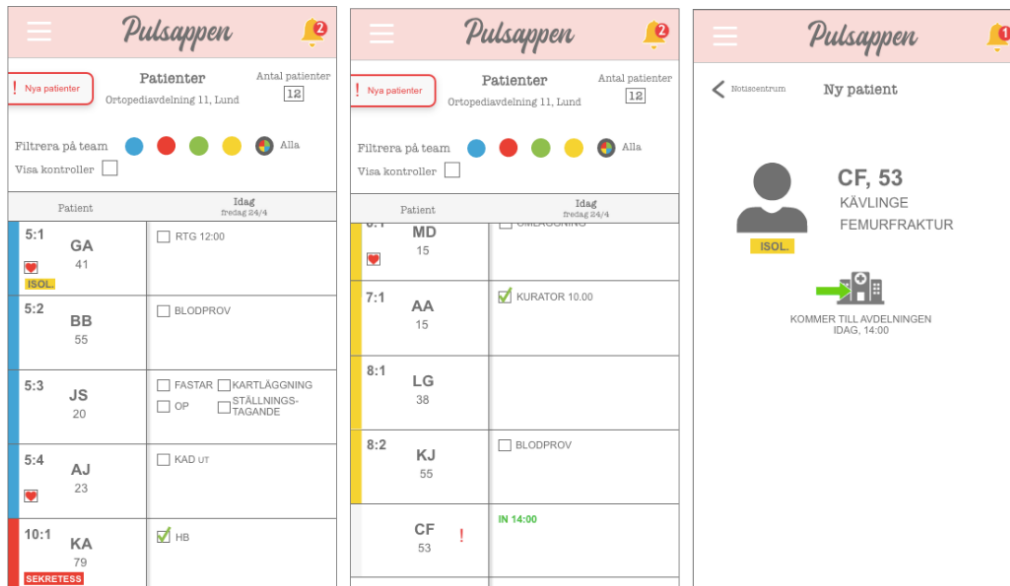 Pulsappen
2
! Nya patienter
Patienter
Ortopediavdelning 11, Lund
Antal patienter
12
Filtrera på team
Alla
Visa kontroller
Patient
Idag
fredag 24/4
5:1
GA
41
ISOL.
RTG 12:00
5:2
BB
55
BLODPROV
5:3
JS
20
FASTAR KARTLÄGGNING
OP STÄLLNINGS-
TAGANDE
5:4
AJ
23
KAD UT
10:1
KA
79
SEKRETESS
HB
Pulsappen
2
! Nya patienter
Patienter
Ortopediavdelning 11, Lund
Antal patienter
12
Filtrera på team
Alla
Visa kontroller
Patient
Idag
fredag 24/4
MD
15
7:1
AA
15
KURATOR 10.00
8:1
LG
38
8:2
KJ
55
BLODPROV
CF !
53
IN 14:00
Pulsappen
1
Notiscentrum
Ny patient
CF, 53
KÄVLINGE
FEMURFRAKTUR
ISOL.
KOMMER TILL AVDELNINGEN
IDAG, 14:00